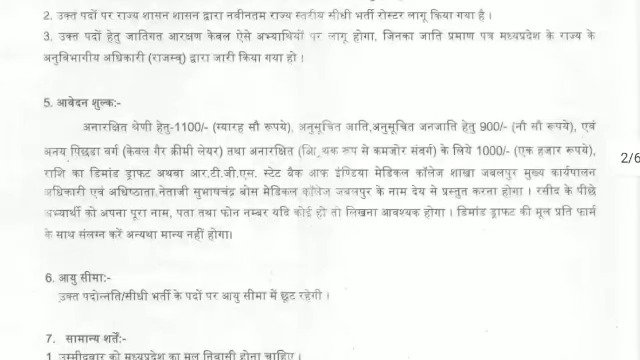 2. उक्त पदों पर राज्य शासन शासन द्वारा नवीनतम राज्य स्तरीय सीधी भर्ती रोस्टर लागू किया गया है।
3. उक्त पदों हेतु जातिगत आरक्षण केवल ऐसे अभ्यार्थियों पर लागू होगा, जिनका जाति प्रमाण पत्र मध्यप्रदेश के राज्य के
अनुविभागीय अधिकारी (राजस्व) द्वारा जारी किया गया हो।
5. आवेदन शुल्क:-
अनारक्षित श्रेणी हेतु-1100/- (ग्यारह सौ रूपये), अनुसूचित जाति,अनुसूचित जनजाति हेतु 900/- (नौ सौ रूपये), एवं
अनय पिछडा वर्ग (केवल गैर क्रीमी लेयर) तथा अनारक्षित (आि थक रूप से कमजोर संवर्ग) के लिये 1000/- (एक हजार रूपये),
राशि का डिमांड ड्राफट अथवा आर.टी.जी.एस. स्टेट बैंक आफ इंण्डिया मेडिकल कॉलेज शाखा जबलपुर मुख्य कार्यपालन
अधिकारी एवं अधिष्ठाता नेताजी सुभाषचंद्र बोस मेडिकल कॉलेज जबलपुर के नाम देय से प्रस्तुत करना होगा। रसीद के पीछे
अभ्यार्थी को अपना पूरा नाम, पता तथा फोन नम्बर यदि कोई हो तो लिखना आवश्यक होगा। डिमांड ड्राफट की मूल प्रति फार्म
के साथ संलग्न करें अन्यथा मान्य नहीं होगा।
2/6
6. आयु सीमा:-
उक्त पदोन्नति/सीधी भर्ती के पदों पर आयु सीमा में छूट रहेगी।
7. सामान्य शर्तें:-
1. उम्मीदवार को मध्यप्रदेश का मूल निवासी होना चाहिए।